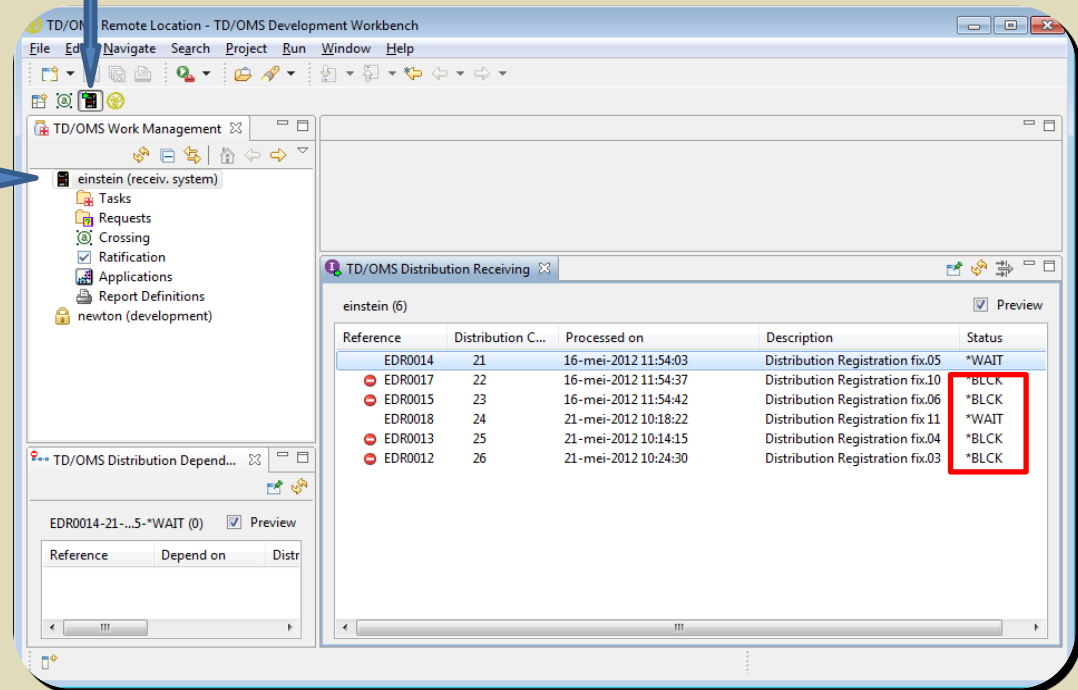 TD/OM Remote Location - TD/OMS Development Workbench
File Ed Navigate Search Project Run Window Help
TD/OMS Work Management
einstein (receiv. system)
Tasks
Requests
Crossing
Ratification
Applications
Report Definitions
newton (development)
TD/OMS Distribution Receiving
einstein (6) Preview
Reference Distribution C... Processed on Description Status
EDR0014 21 16-mei-2012 11:54:03 Distribution Registration fix.05 *WAIT
EDR0017 22 16-mei-2012 11:54:37 Distribution Registration fix.10 *BLCK
EDR0015 23 16-mei-2012 11:54:42 Distribution Registration fix.06 *BLCK
EDR0018 24 21-mei-2012 10:18:22 Distribution Registration fix 11 *WAIT
EDR0013 25 21-mei-2012 10:14:15 Distribution Registration fix.04 *BLCK
EDR0012 26 21-mei-2012 10:24:30 Distribution Registration fix.03 *BLCK
TD/OMS Distribution Depend...
EDR0014-21-...5-*WAIT (0) Preview
Reference Depend on Distr